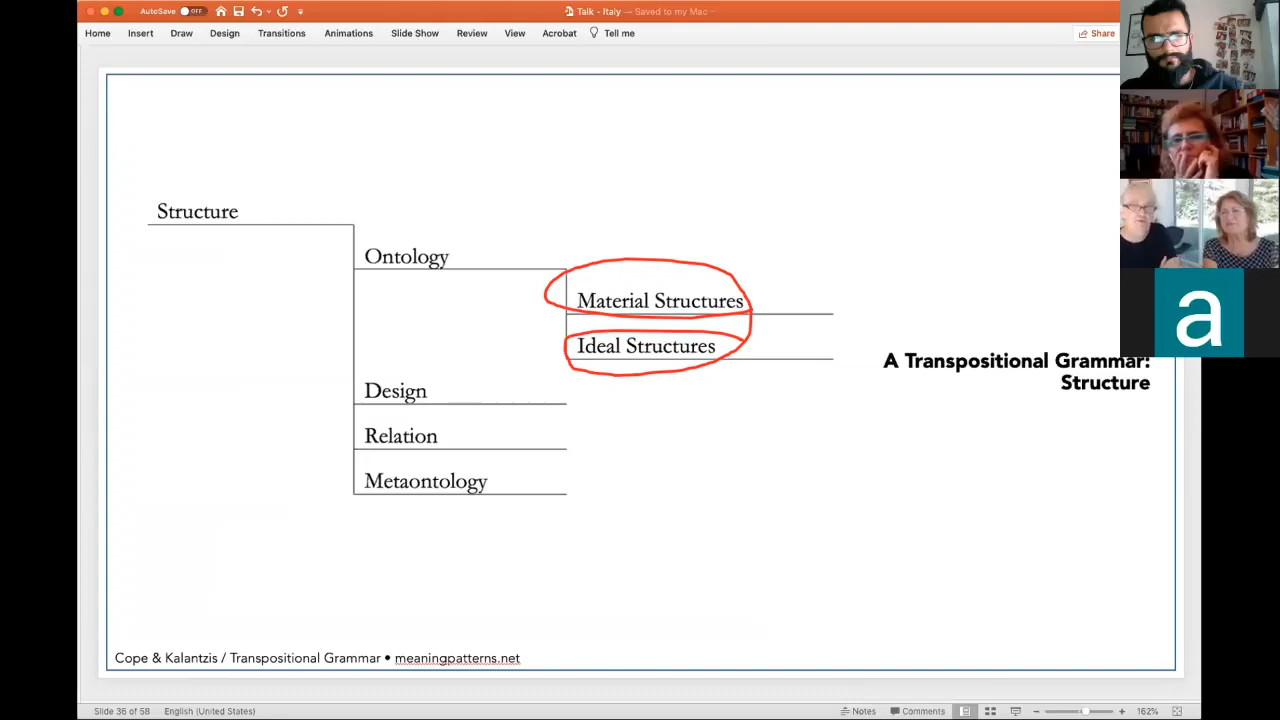 AutoSave OFF
Talk - Italy — Saved to my Mac
Home Insert Draw Design Transitions Animations Slide Show Review View Acrobat Tell me Share
Structure
Ontology
Material Structures
Ideal Structures
Design
Relation
Metaontology
A Transpositional Grammar:
Structure
a
Cope & Kalantzis / Transpositional Grammar • meaningpatterns.net
Slide 36 of 58 English (United States) Notes Comments 162%